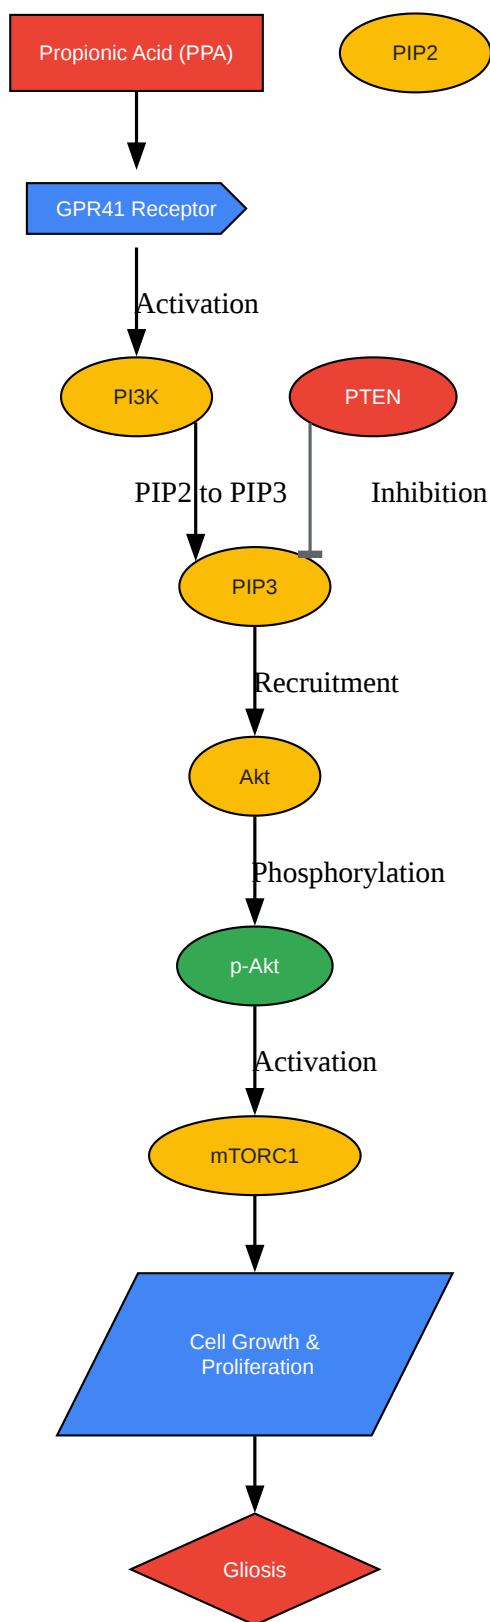 Propionic Acid (PPA)
PIP2
GPR41 Receptor
Activation
PI3K
PTEN
PIP2 to PIP3
Inhibition
PIP3
Recruitment
Akt
Phosphorylation
p-Akt
Activation
mTORC1
Cell Growth &
Proliferation
Gliosis